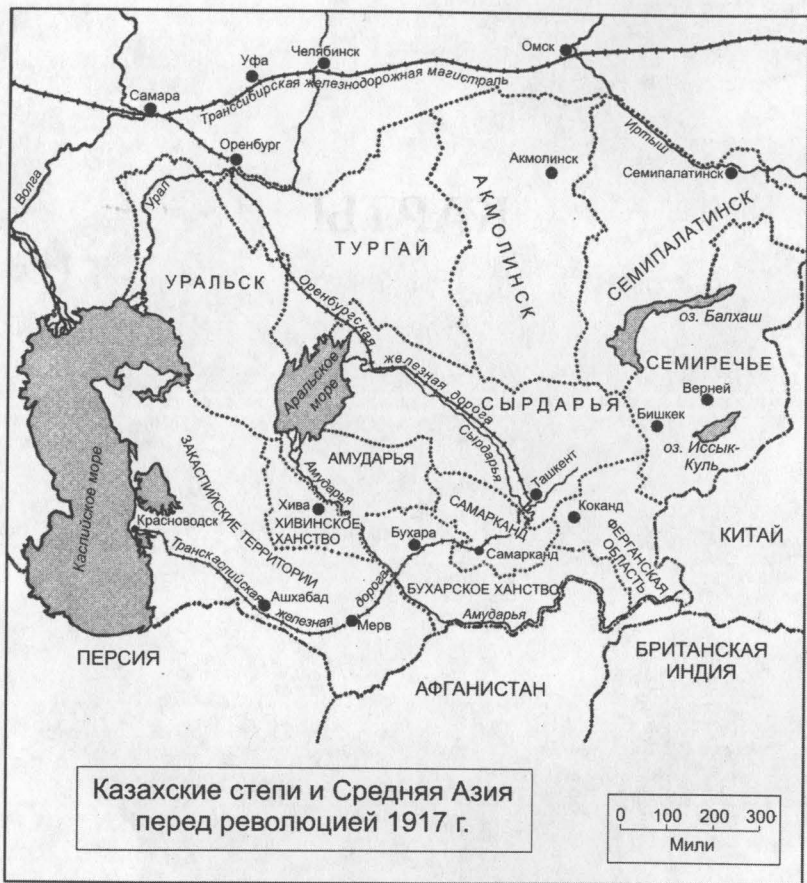 Челябинск
Омск
Уфа
Транссибирская железнодорожная магистраль
Самара
Иртыш
Оренбург
Волга
Урал
Акмолинск
Семипалатинск
ТУРГАЙ
АКМОЛИНСК
СЕМИПАЛАТИНСК
УРАЛЬСК
Оренбургская
железная дорога
оз. Балхаш
СЕМИРЕЧЬЕ
Аральское
море
СЫРДАРЬЯ
Верней
Бишкек
Сырдарья
оз. Иссык-
Куль
АМУДАРЬЯ
Амударья
Ташкент
ЗАКАСПИЙСКИЕ ТЕРРИТОРИИ
Каспийское море
Хива
ХИВИНСКОЕ
ХАНСТВО
САМАРКАНД
Коканд
Красноводск
Бухара
Самарканд
ФЕРГАНСКАЯ
ОБЛАСТЬ
КИТАЙ
Транскаспийская
железная
дорога
Ашхабад
Мерв
БУХАРСКОЕ ХАНСТВО
Амударья
ПЕРСИЯ
АФГАНИСТАН
БРИТАНСКАЯ
ИНДИЯ
Казахские степи и Средняя Азия
перед революцией 1917 г.
0 100 200 300
Мили